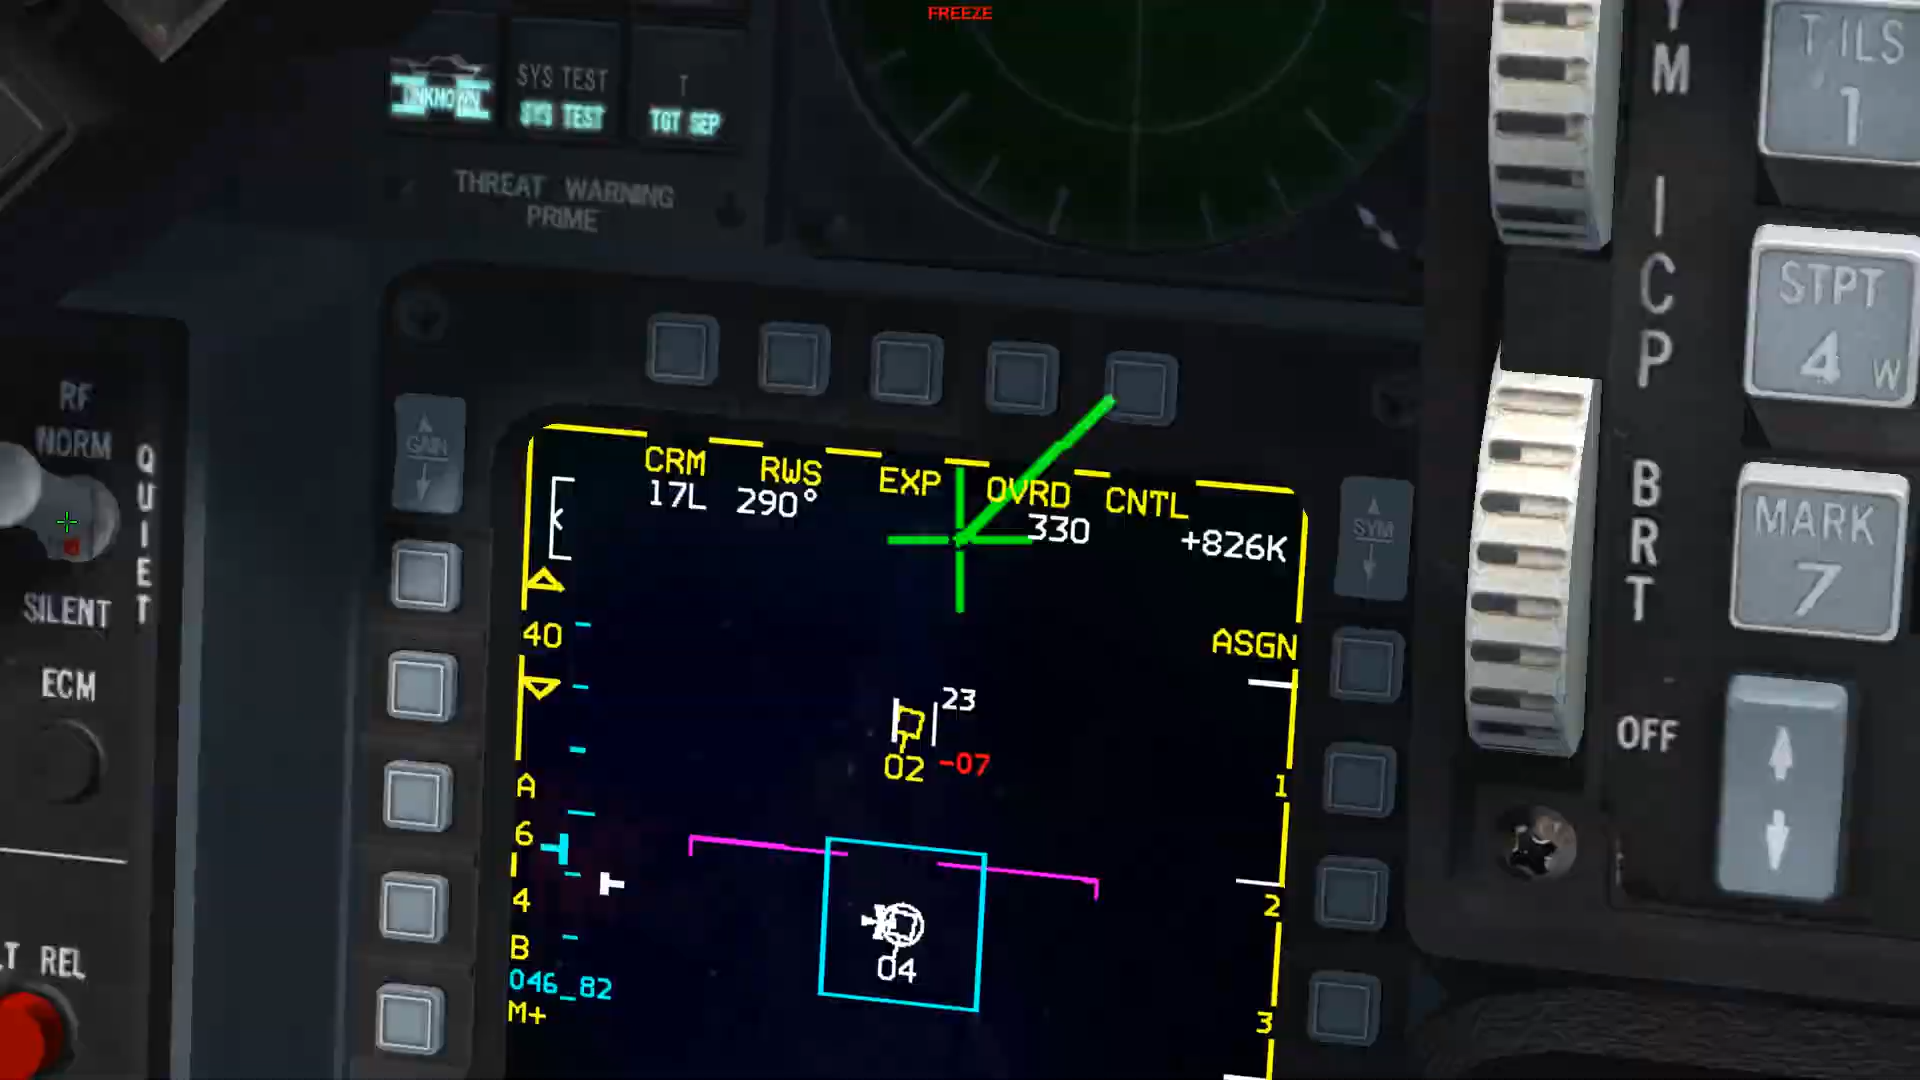 FREEZE
UNKNOWN
SYS TEST
SYS TEST
T
TGT SEP
THREAT WARNING
PRIME
M
ICP
BRT
OFF
T-ILS
1
STPT
4 W
MARK
7
RF
NORM
QUIET
SILENT
ECM
REL
GAIN
SYM
CRM RWS EXP OVRD CNTL
17L 290° 330 +826K
40
ASGN
23
02 -07
A
6
4
B
046_82
M+
04
1
2
3